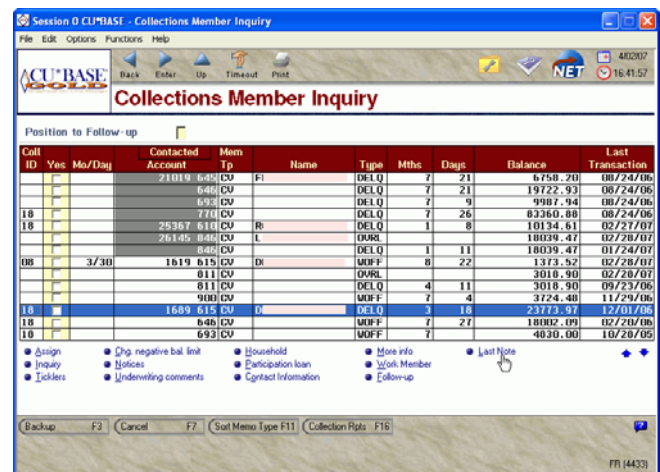 Session 0 CU*BASE - Collections Member Inquiry
File Edit Options Functions Help
CU*BASE GOLD
Back Enter Up Timeout Print
NET
4/02/07
16:41:57
Collections Member Inquiry
Position to Follow-up
Coll ID Yes Mo/Day Contacted Account Mem Tp Name Type Mths Days Balance Last Transaction
21819 645 CV F DELQ 7 21 6758.20 08/24/06
646 CV DELQ 7 21 19722.93 08/24/06
693 CV DELQ 7 9 9987.94 08/24/06
18 770 CV DELQ 7 26 83360.88 08/24/06
18 25367 610 CV R DELQ 1 8 10134.61 02/27/07
26145 846 CV L OVRL 18039.47 02/28/07
846 CV DELQ 1 11 18039.47 01/24/07
08 3/30 1619 615 CV D WOFF 8 22 1373.52 02/28/07
811 CV OVRL 3018.90 02/28/07
811 CV DELQ 4 11 3018.90 09/23/06
900 CV WOFF 7 4 3724.48 11/29/06
18 1689 615 CV D DELQ 3 18 23773.97 12/01/06
18 646 CV WOFF 7 27 18002.09 02/20/06
18 693 CV WOFF 7 4030.00 10/20/05
Assign Chg. negative bal. limit Household More info Last Note
Inquiry Notices Participation loan Work Member
Ticklers Underwriting comments Contact Information Follow-up
Backup F3 Cancel F7 Sort Memo Type F11 Collection Rpts F16
FR (4433)